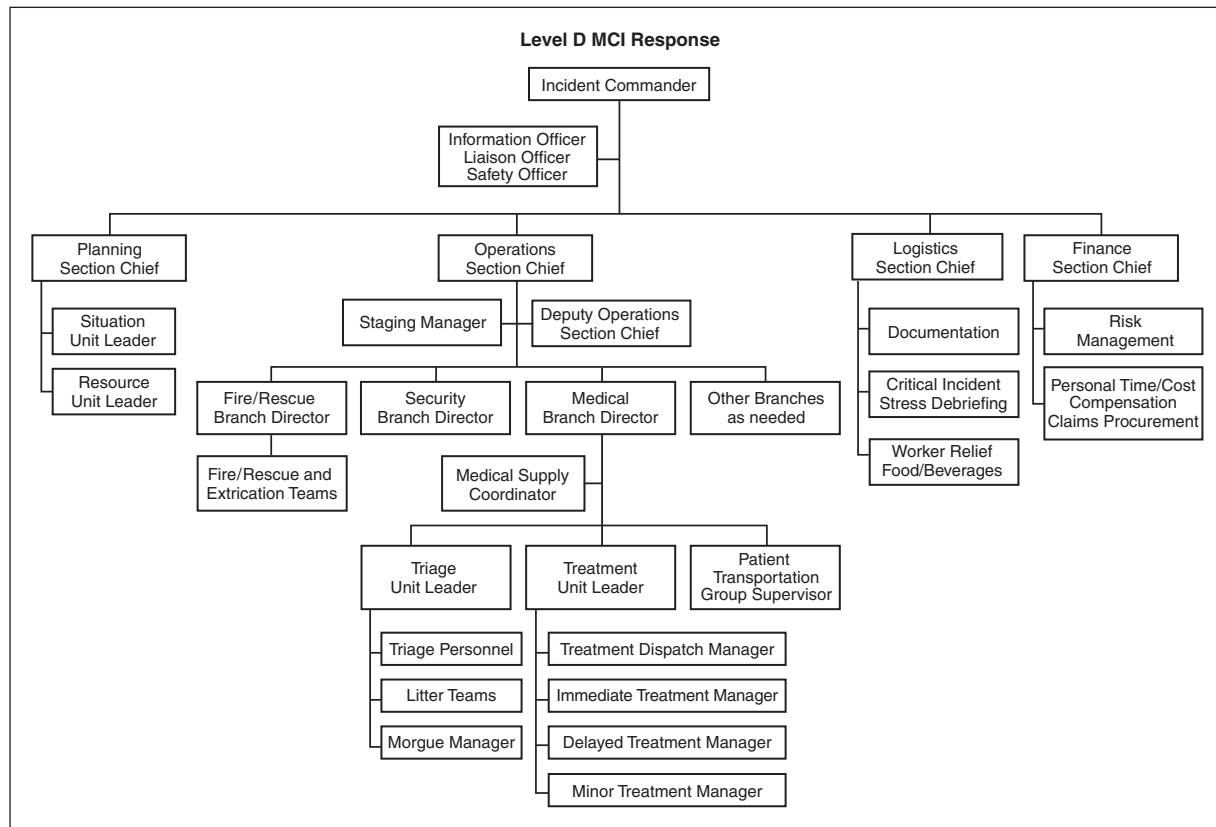 Level D MCI Response
Incident Commander
Information Officer
Liaison Officer
Safety Officer
Planning
Section Chief
Operations
Section Chief
Logistics
Section Chief
Finance
Section Chief
Situation
Unit Leader
Resource
Unit Leader
Staging Manager
Deputy Operations
Section Chief
Documentation
Critical Incident
Stress Debriefing
Worker Relief
Food/Beverages
Risk
Management
Personal Time/Cost
Compensation
Claims Procurement
Fire/Rescue
Branch Director
Security
Branch Director
Medical
Branch Director
Other Branches
as needed
Fire/Rescue and
Extrication Teams
Medical Supply
Coordinator
Triage
Unit Leader
Treatment
Unit Leader
Patient
Transportation
Group Supervisor
Triage Personnel
Litter Teams
Morgue Manager
Treatment Dispatch Manager
Immediate Treatment Manager
Delayed Treatment Manager
Minor Treatment Manager